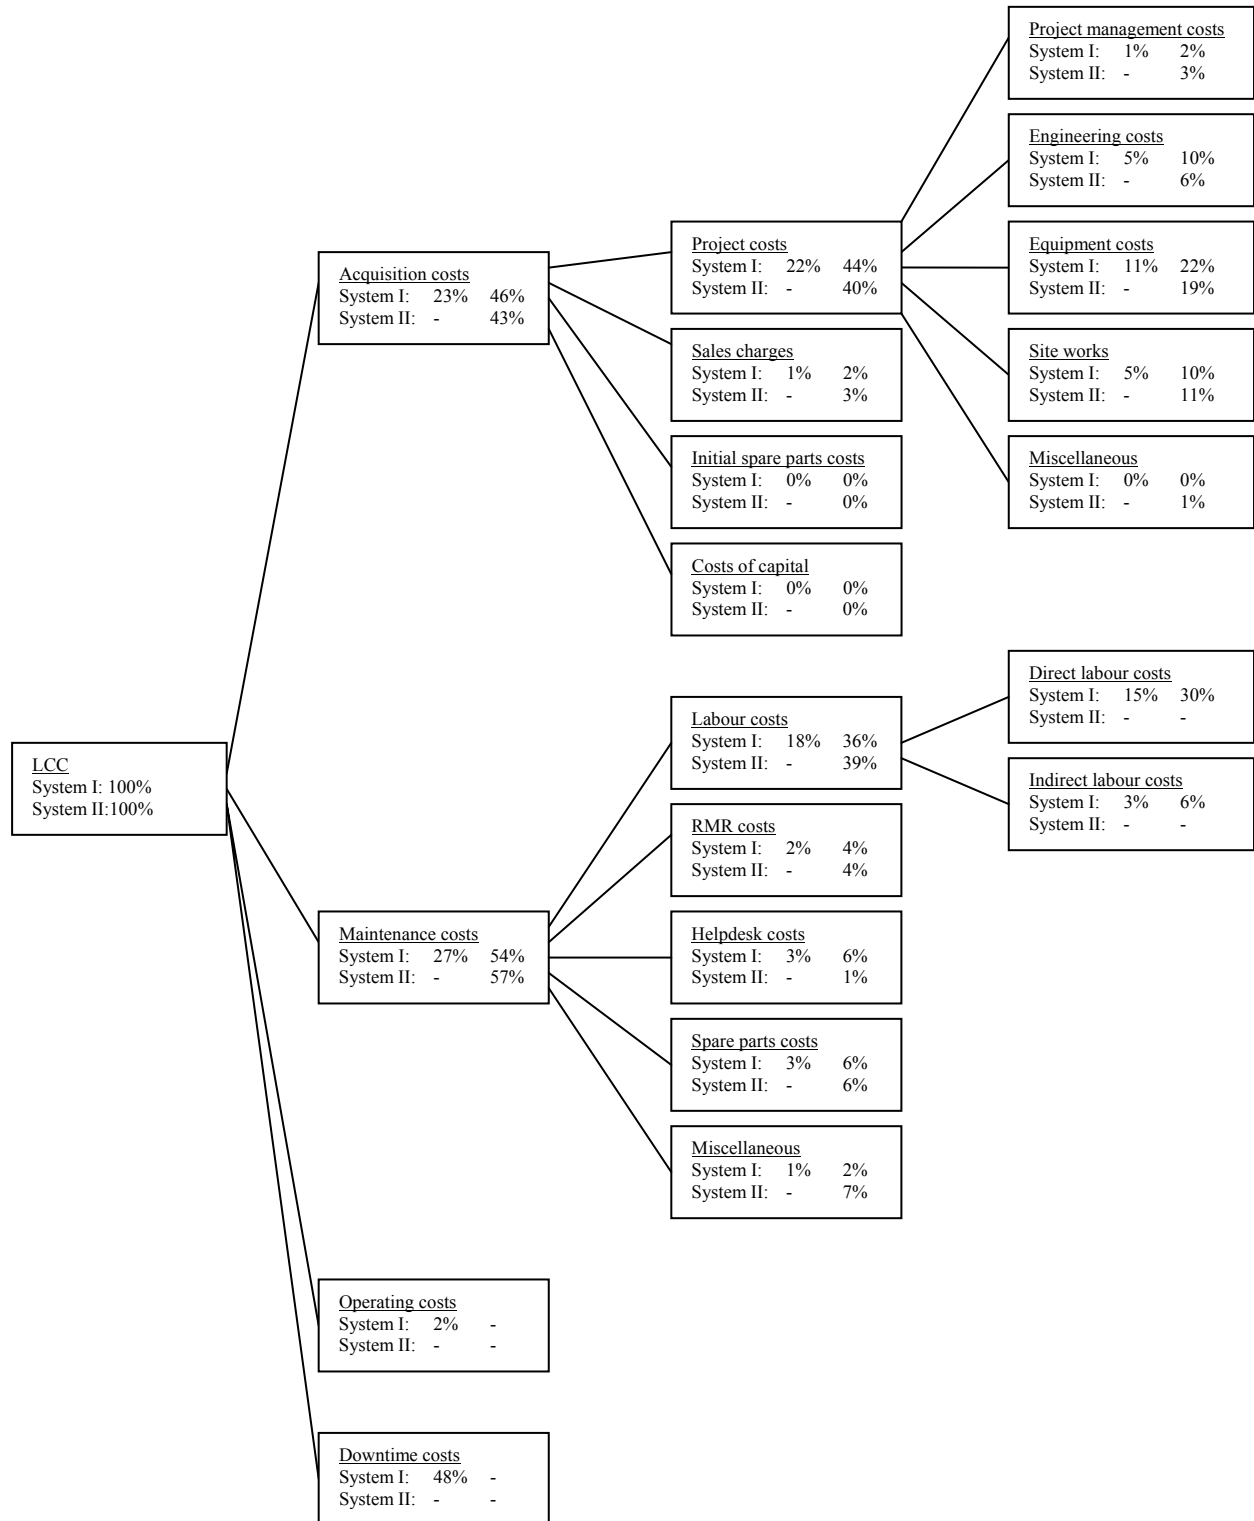 LCC
System I: 100%
System II:100%
Acquisition costs
System I: 23% 46%
System II: - 43%
Project costs
System I: 22% 44%
System II: - 40%
Project management costs
System I: 1% 2%
System II: - 3%
Engineering costs
System I: 5% 10%
System II: - 6%
Equipment costs
System I: 11% 22%
System II: - 19%
Site works
System I: 5% 10%
System II: - 11%
Miscellaneous
System I: 0% 0%
System II: - 1%
Sales charges
System I: 1% 2%
System II: - 3%
Initial spare parts costs
System I: 0% 0%
System II: - 0%
Costs of capital
System I: 0% 0%
System II: - 0%
Maintenance costs
System I: 27% 54%
System II: - 57%
Labour costs
System I: 18% 36%
System II: - 39%
Direct labour costs
System I: 15% 30%
System II: - -
Indirect labour costs
System I: 3% 6%
System II: - -
RMR costs
System I: 2% 4%
System II: - 4%
Helpdesk costs
System I: 3% 6%
System II: - 1%
Spare parts costs
System I: 3% 6%
System II: - 6%
Miscellaneous
System I: 1% 2%
System II: - 7%
Operating costs
System I: 2% -
System II: - -
Downtime costs
System I: 48% -
System II: - -